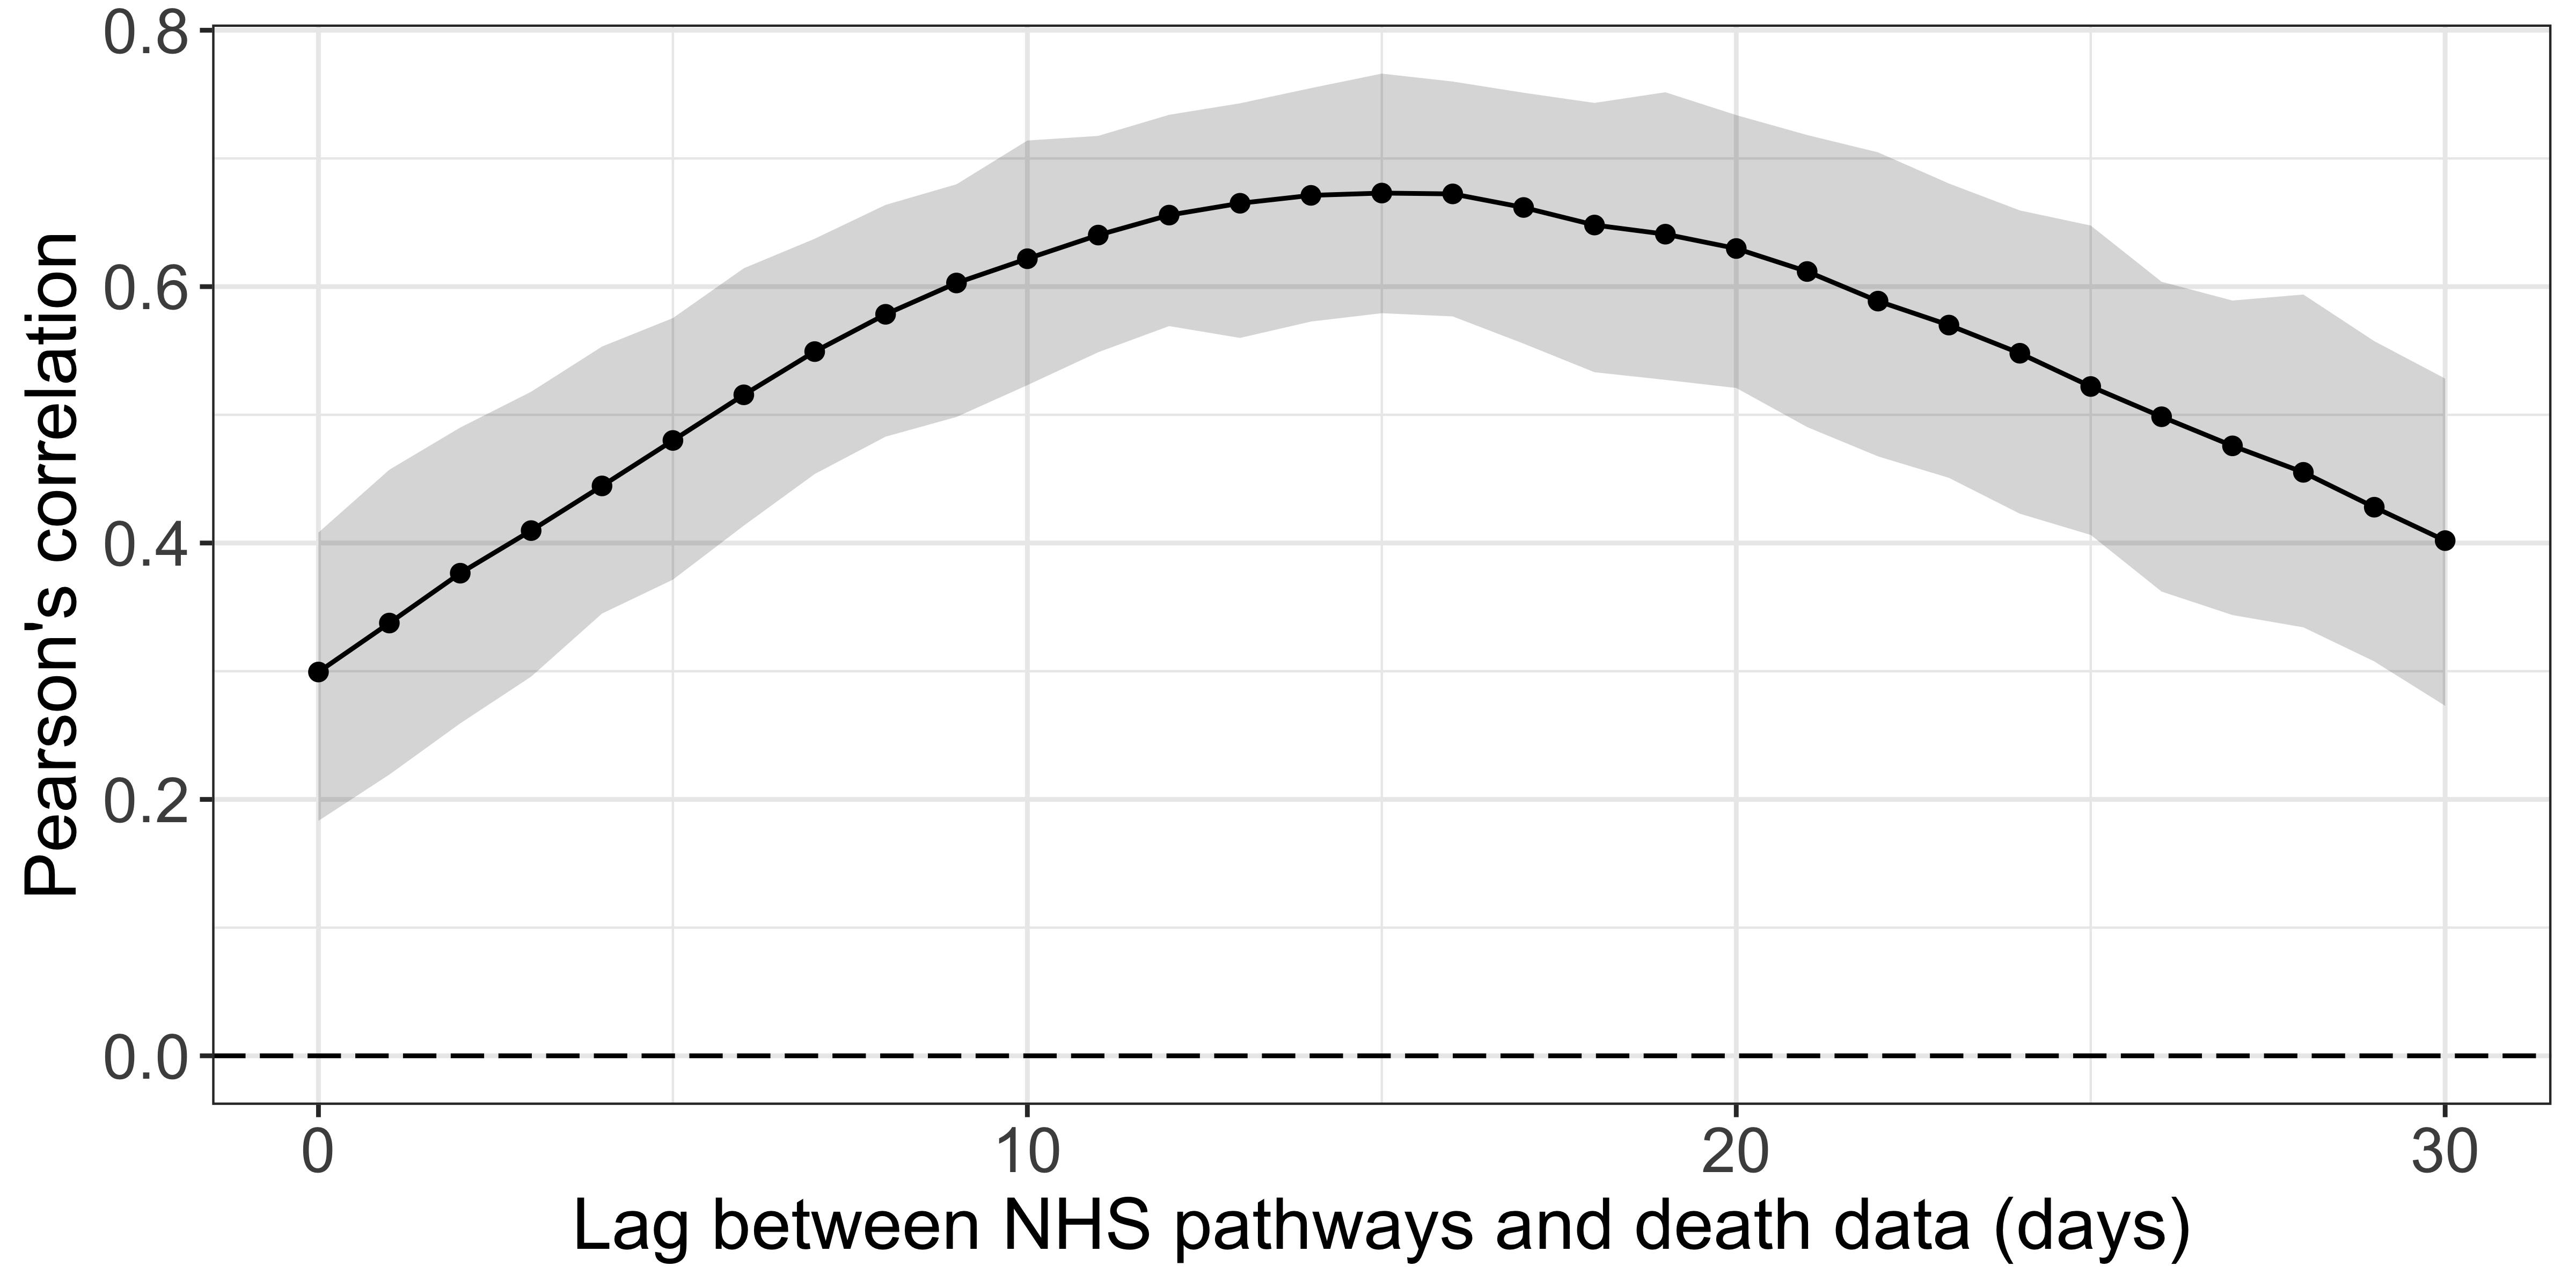 Pearson's correlation
0.8
0.6
0.4
0.2
0.0
0 10 20 30
Lag between NHS pathways and death data (days)